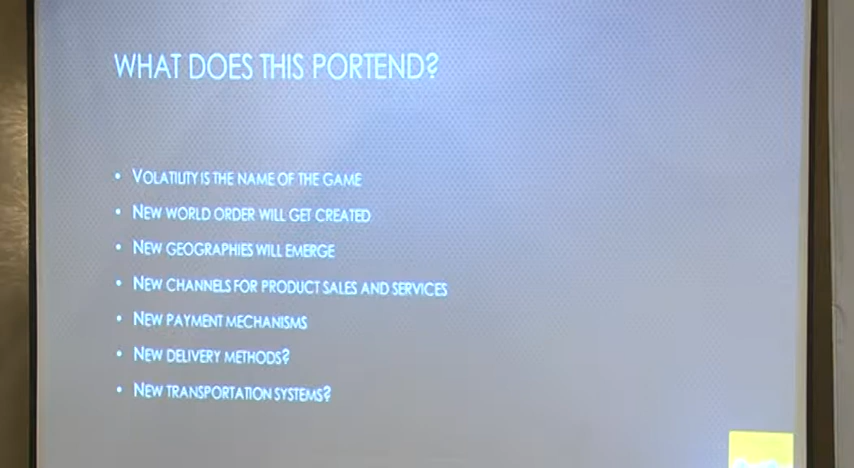 WHAT DOES THIS PORTEND?
• VOLATILITY IS THE NAME OF THE GAME
• NEW WORLD ORDER WILL GET CREATED
• NEW GEOGRAPHIES WILL EMERGE
• NEW CHANNELS FOR PRODUCT SALES AND SERVICES
• NEW PAYMENT MECHANISMS
• NEW DELIVERY METHODS?
• NEW TRANSPORTATION SYSTEMS?